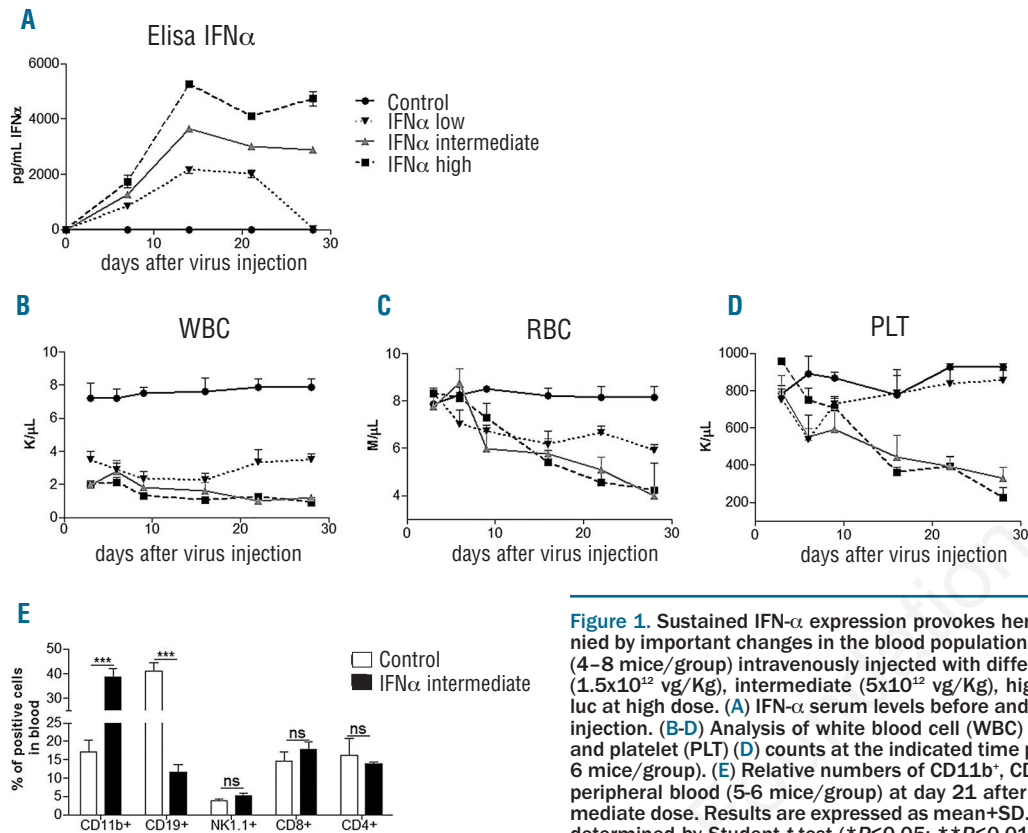 A
Elisa IFNα
6000
4000
2000
0
pg/mL IFNα
0 10 20 30
days after virus injection
Control
IFNα low
IFNα intermediate
IFNα high
B
WBC
10
8
6
4
2
0
K/µL
0 10 20 30
days after virus injection
C
RBC
10
8
6
4
M/µL
0 10 20 30
days after virus injection
D
PLT
1000
800
600
400
200
K/µL
0 10 20 30
days after virus injection
E
50
40
30
25
20
15
10
5
0
% of positive cells
in blood
*** *** ns ns ns
CD11b+ CD19+ NK1.1+ CD8+ CD4+
Control
IFNα intermediate
Figure 1. Sustained IFN-α expression provokes
nied by important changes in the blood population
(4–8 mice/group) intravenously injected with
(1.5x10¹² vg/Kg), intermediate (5x10¹² vg/Kg),
luc at high dose. (A) IFN-α serum levels before and
injection. (B-D) Analysis of white blood cell (WBC)
and platelet (PLT) (D) counts at the indicated time
6 mice/group). (E) Relative numbers of CD11b⁺,
peripheral blood (5-6 mice/group) at day 21 after
mediate dose. Results are expressed as mean+SD.
determined by Student t test (*P<0.05; **P<0.0